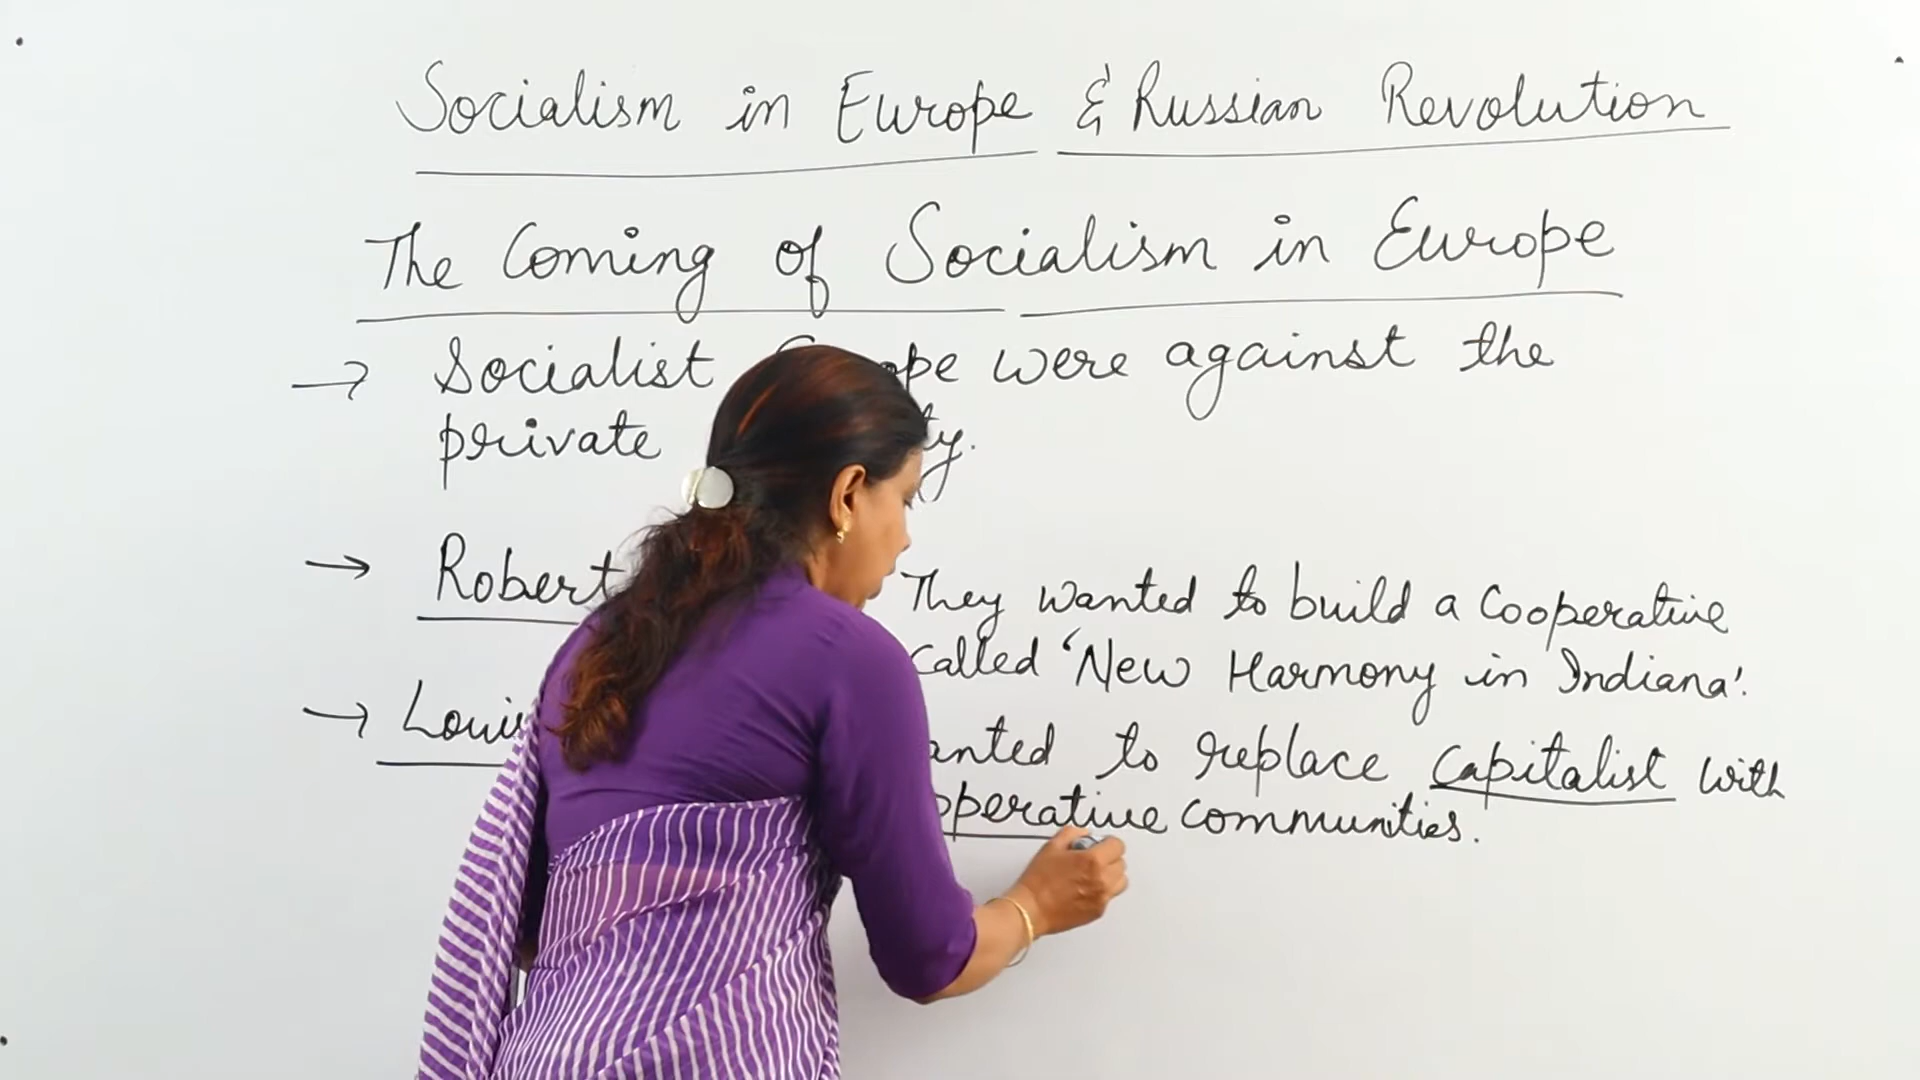 Socialism in Europe & Russian Revolution
The Coming of Socialism in Europe
→ Socialist were against the
private
→ Robert They wanted to build a Cooperative
called 'New Harmony in Indiana'.
→ Louis to replace capitalist with
communities.